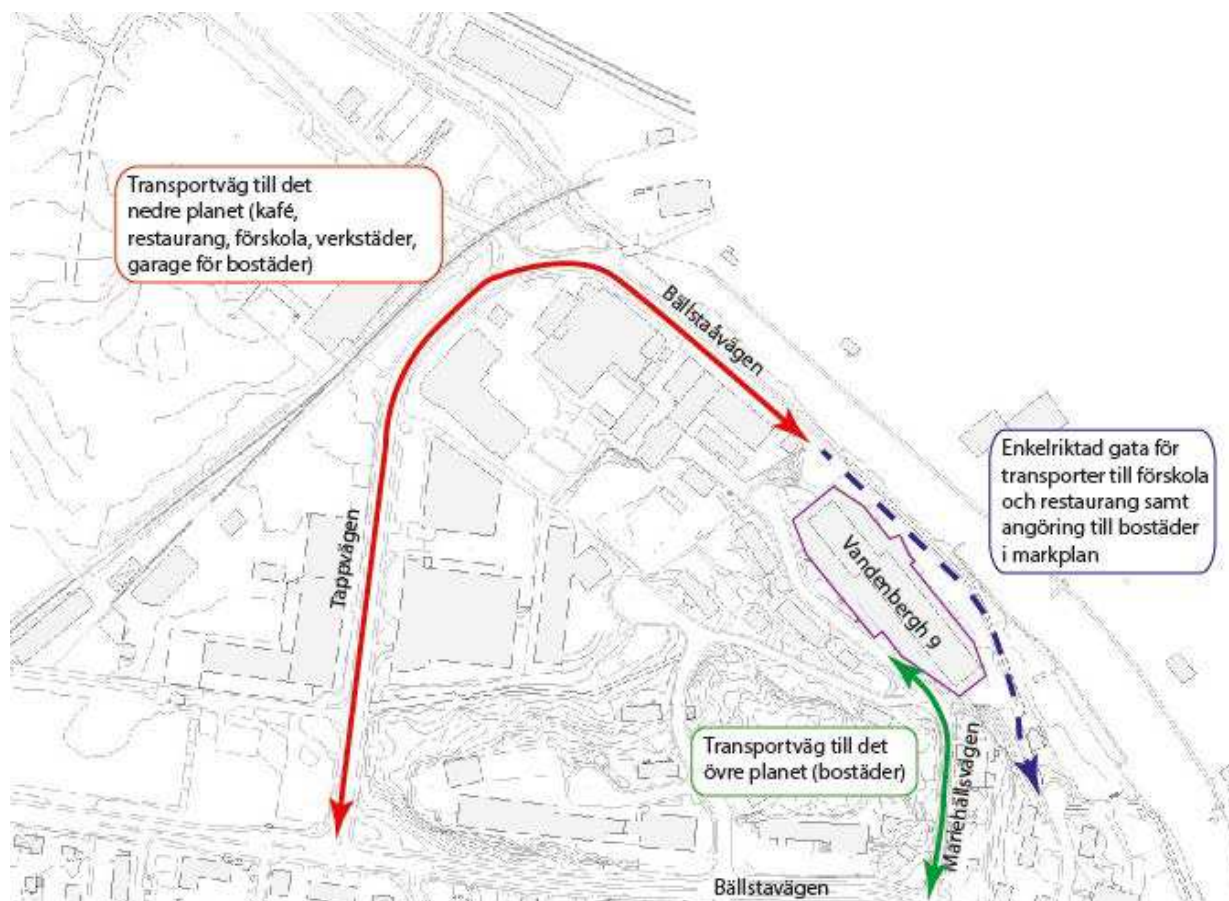 Transportväg till det
nedre planet (kafé,
restaurang, förskola, verkstäder,
garage för bostäder)
Bällstaåvägen
Enkelriktad gata för
transporter till förskola
och restaurang samt
angöring till bostäder
i markplan
Tappvägen
Vandenbergh 9
Transportväg till det
övre planet (bostäder)
Mariehällsvägen
Bällstavägen